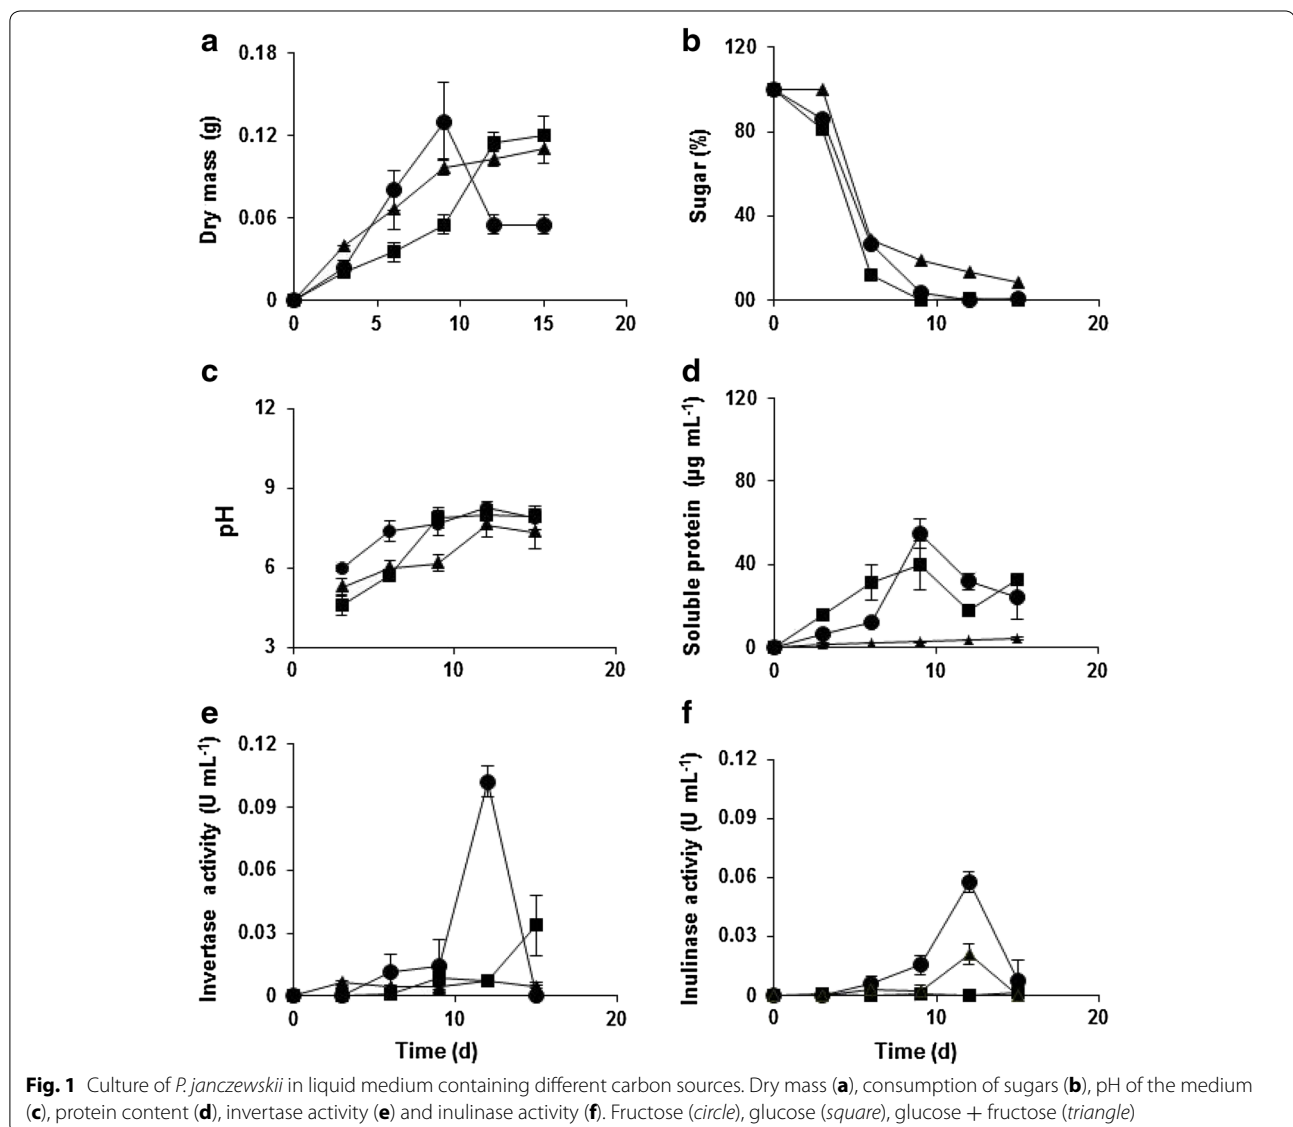 a
0.18
0.12
0.06
0
Dry mass (g)
0 5 10 15 20
b
120
80
40
00
Sugar (%)
0 10 20
c
12
9
6
3
pH
0 10 20
d
120
80
40
0
Soluble protein (µg mL-1)
0 10 20
e
0.12
0.09
0.06
0.03
0
Invertase activity (U mL-1)
0 10 20
Time (d)
f
0.12
0.09
0.06
0.03
0
Inulinase activiy (U mL-1)
0 10 20
Time (d)
Fig. 1 Culture of P. janczewskii in liquid medium containing different carbon sources. Dry mass (a), consumption of sugars (b), pH of the medium
(c), protein content (d), invertase activity (e) and inulinase activity (f). Fructose (circle), glucose (square), glucose + fructose (triangle)